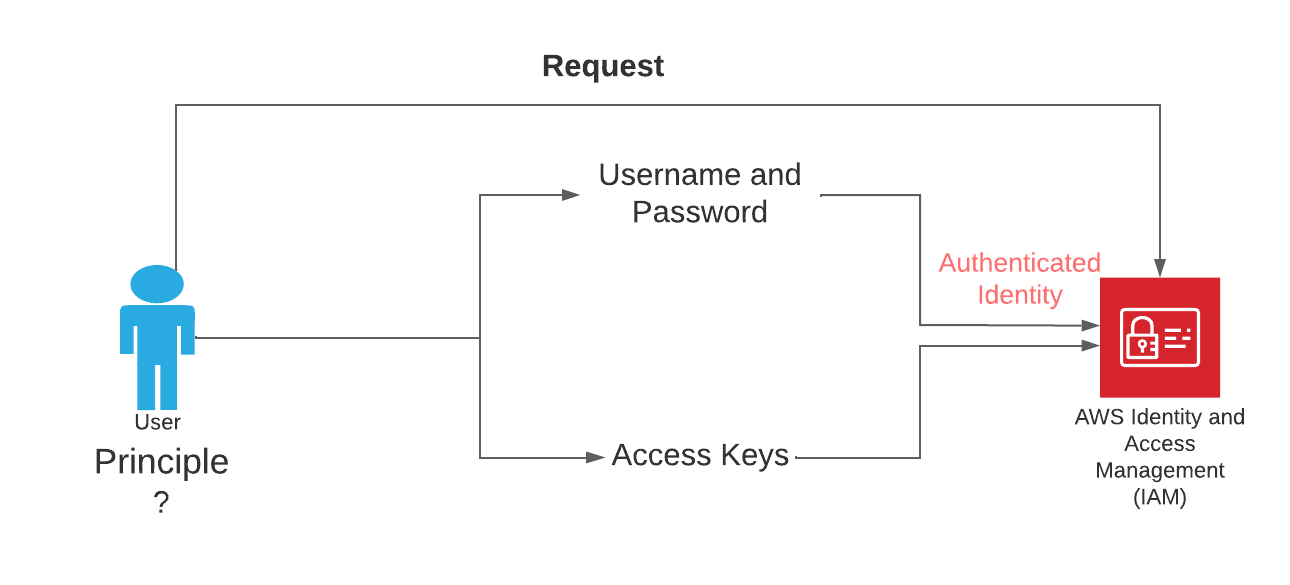 Request
Username and
Password
Authenticated
Identity
User
Principle
?
Access Keys
AWS Identity and
Access
Management
(IAM)